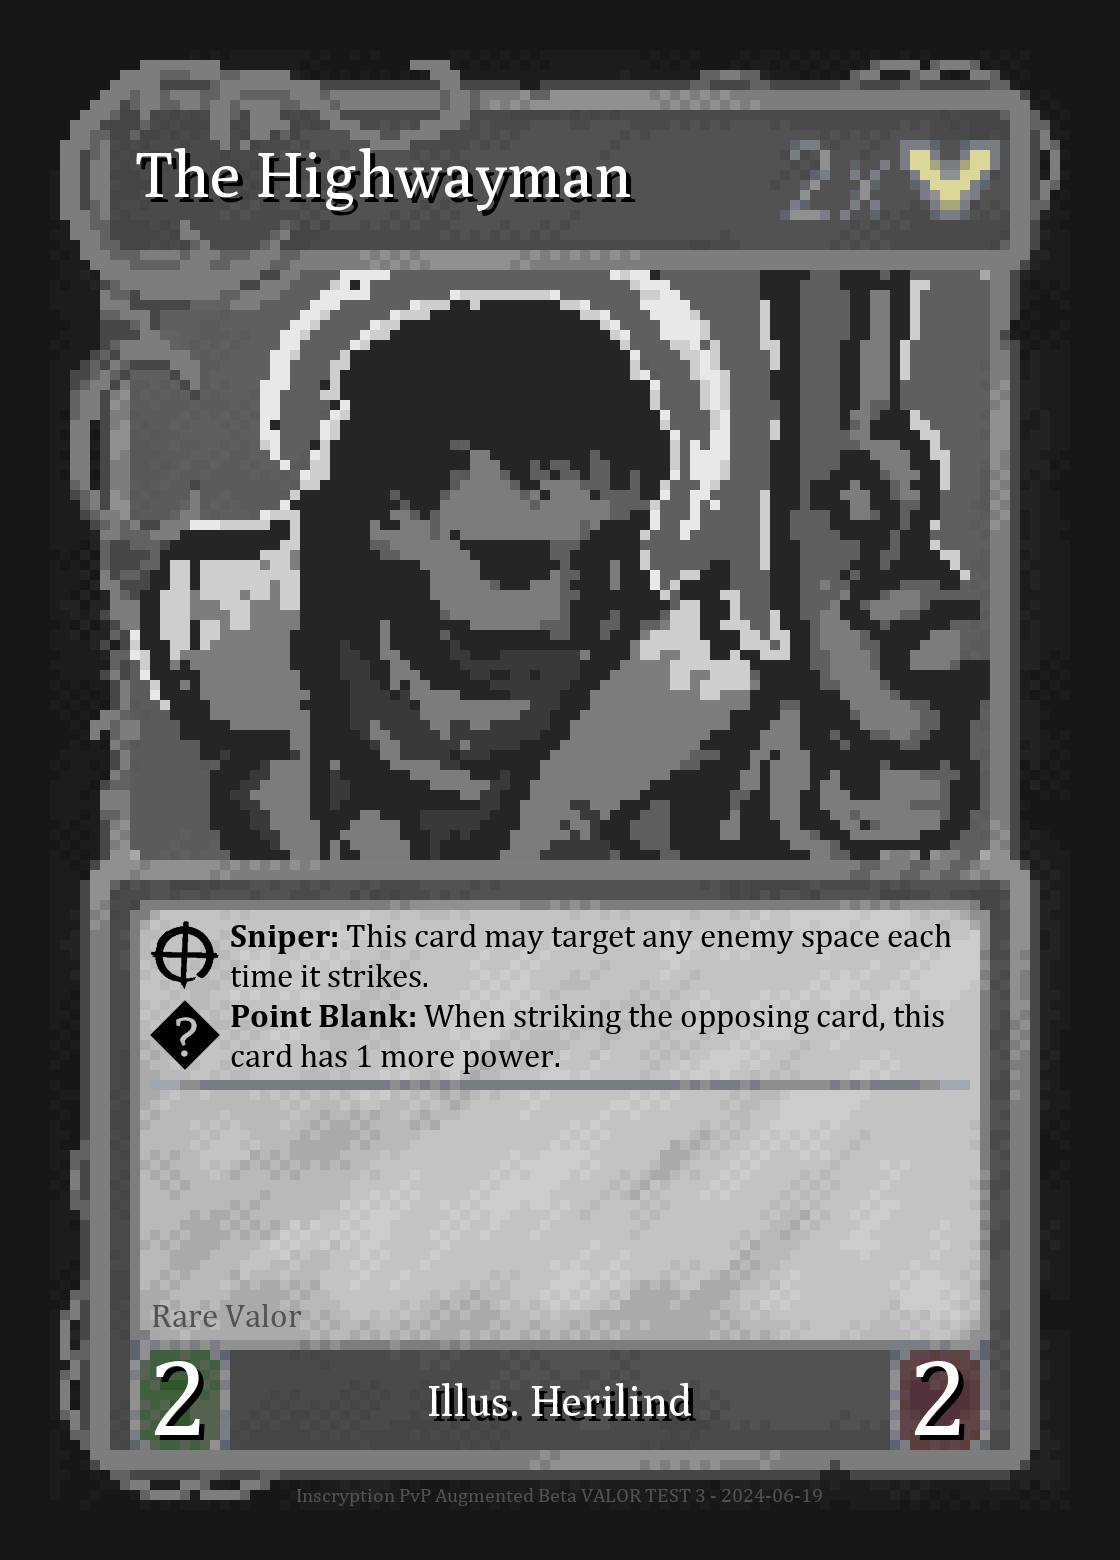 The Highwayman 2x
Sniper: This card may target any enemy space each
time it strikes.
?
Point Blank: When striking the opposing card, this
card has 1 more power.
Rare Valor
2 Illus. Herilind 2
Inscryption PvP Augmented Beta VALOR TEST 3 - 2024-06-19